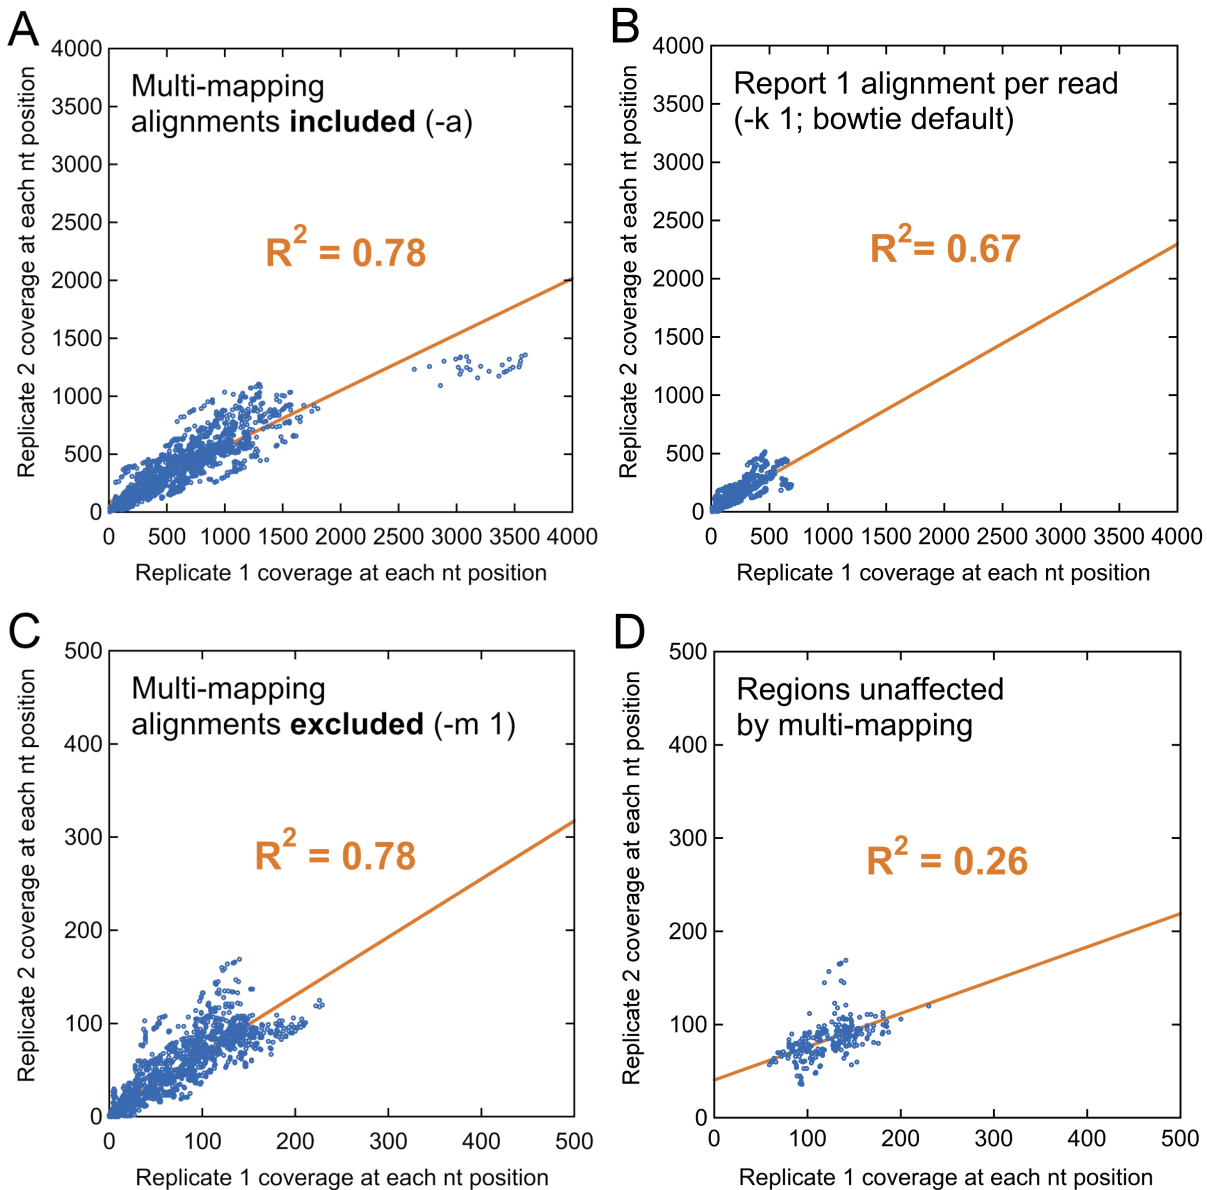 A
Multi-mapping
alignments included (-a)
R² = 0.78
Replicate 2 coverage at each nt position
4000
3500
3000
2500
2000
1500
1000
500
0
0 500 1000 1500 2000 2500 3000 3500 4000
Replicate 1 coverage at each nt position
B
Report 1 alignment per read
(-k 1; bowtie default)
R²= 0.67
Replicate 2 coverage at each nt position
4000
3500
3000
2500
2000
1500
1000
500
0
0 500 1000 1500 2000 2500 3000 3500 4000
Replicate 1 coverage at each nt position
C
Multi-mapping
alignments excluded (-m 1)
R² = 0.78
Replicate 2 coverage at each nt position
500
400
300
200
100
0
0 100 200 300 400 500
Replicate 1 coverage at each nt position
D
Regions unaffected
by multi-mapping
R² = 0.26
Replicate 2 coverage at each nt position
500
400
300
200
100
0
0 100 200 300 400 500
Replicate 1 coverage at each nt position